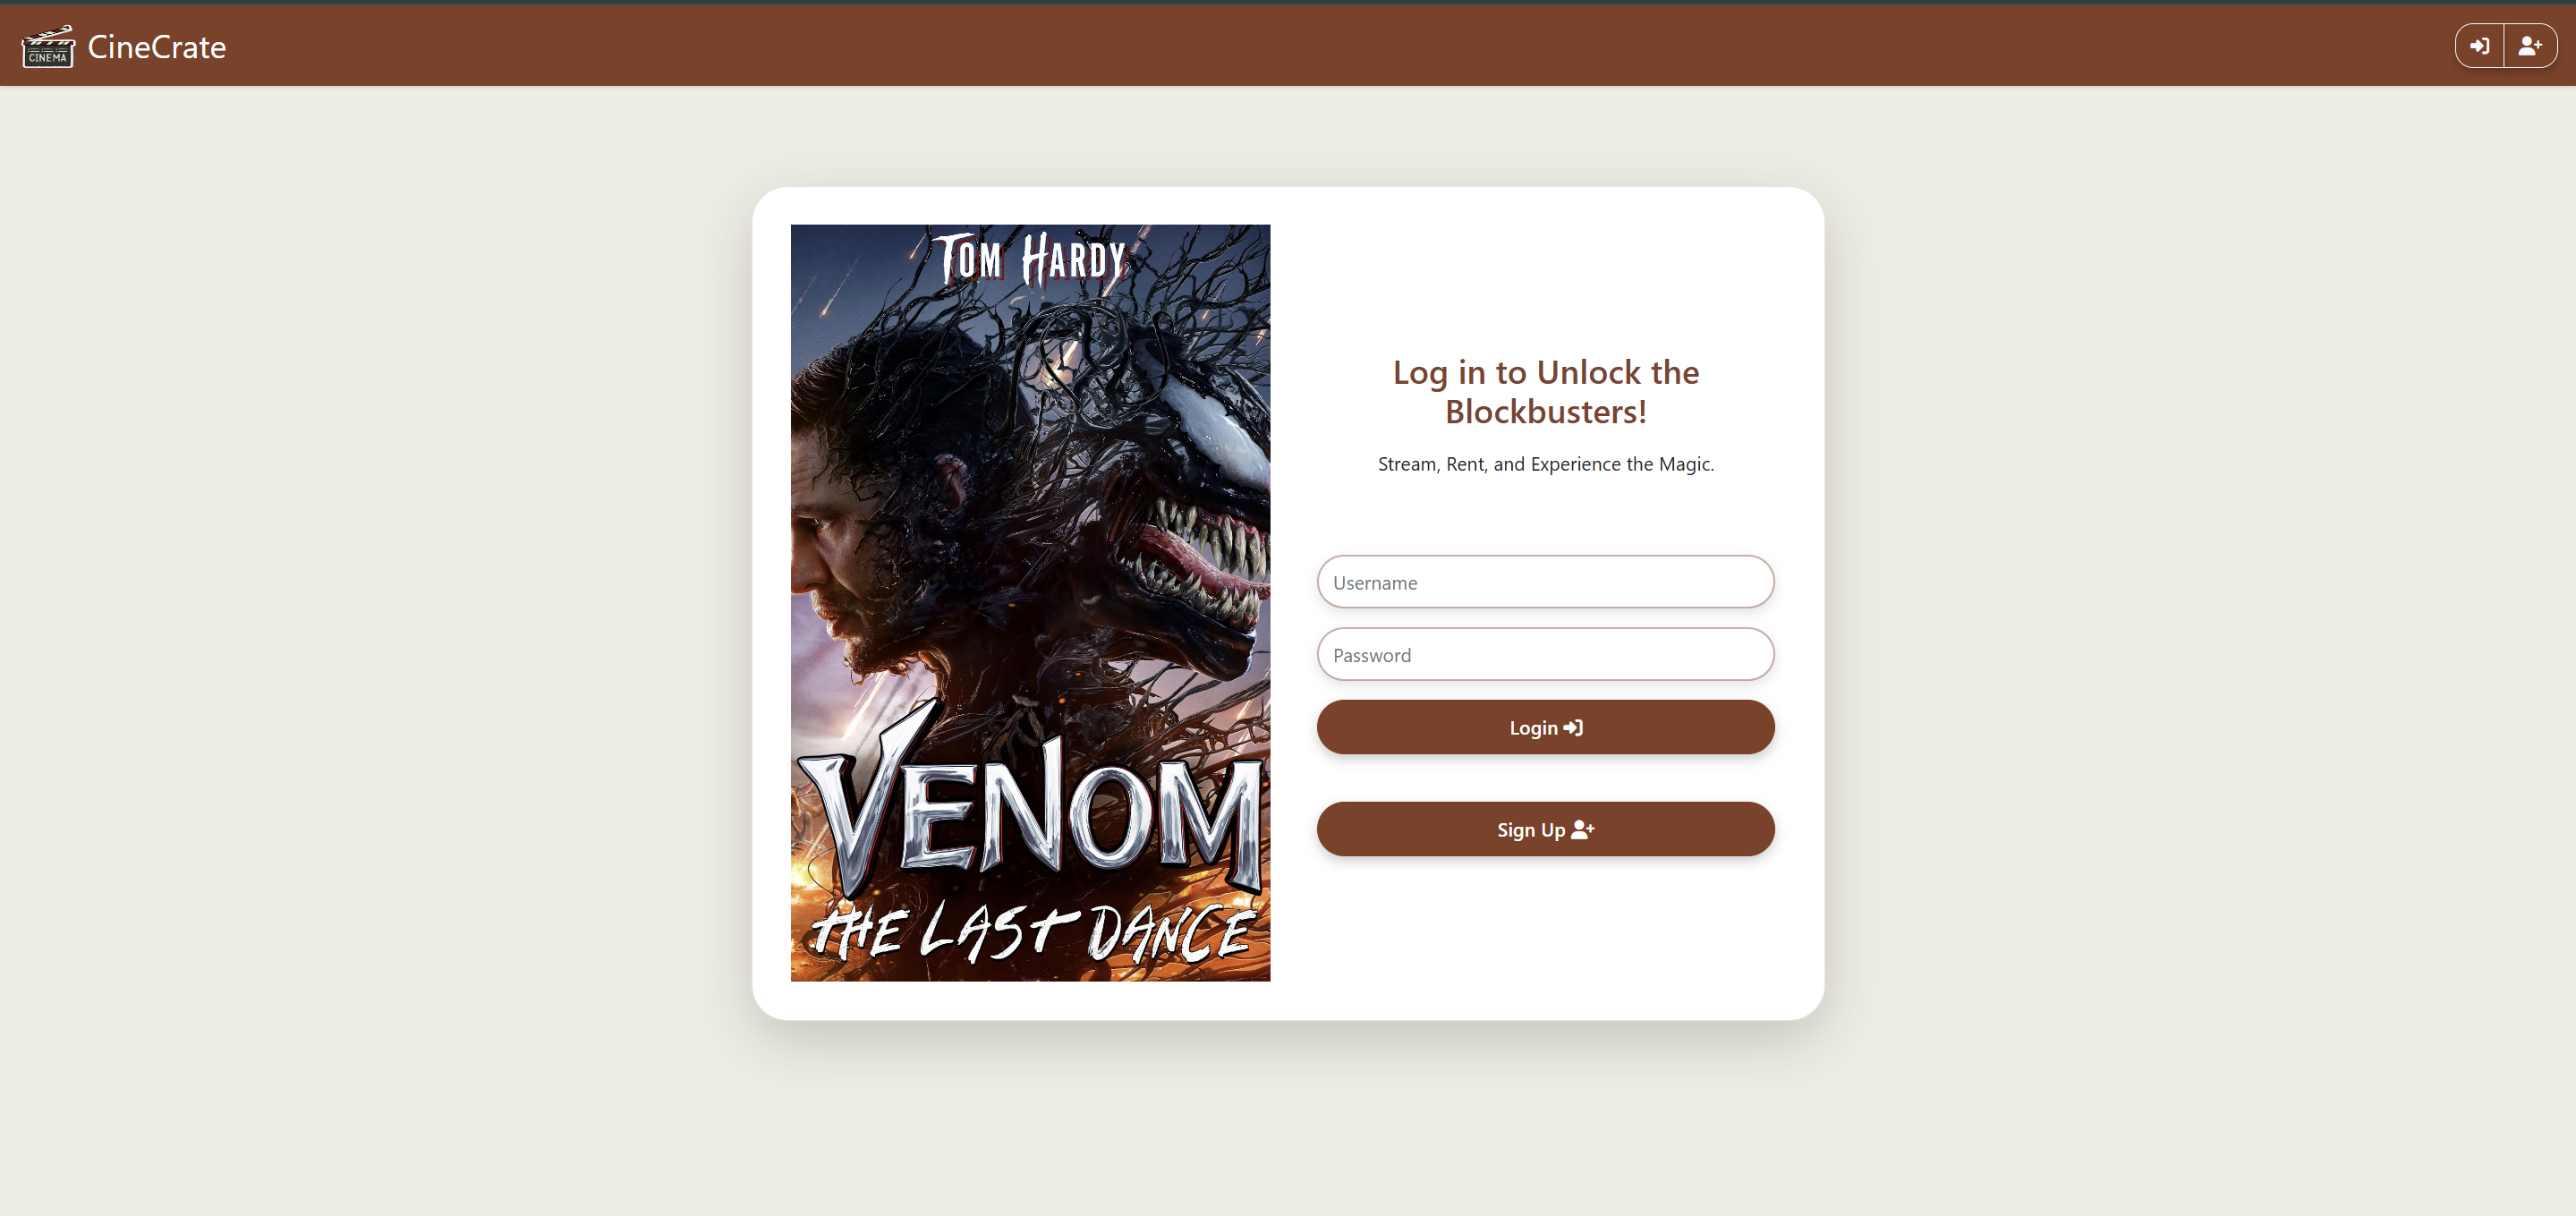 CINEMA
CineCrate
TOM HARDY
VENOM
THE LAST DANCE
Log in to Unlock the
Blockbusters!
Stream, Rent, and Experience the Magic.
Username
Password
Login
Sign Up